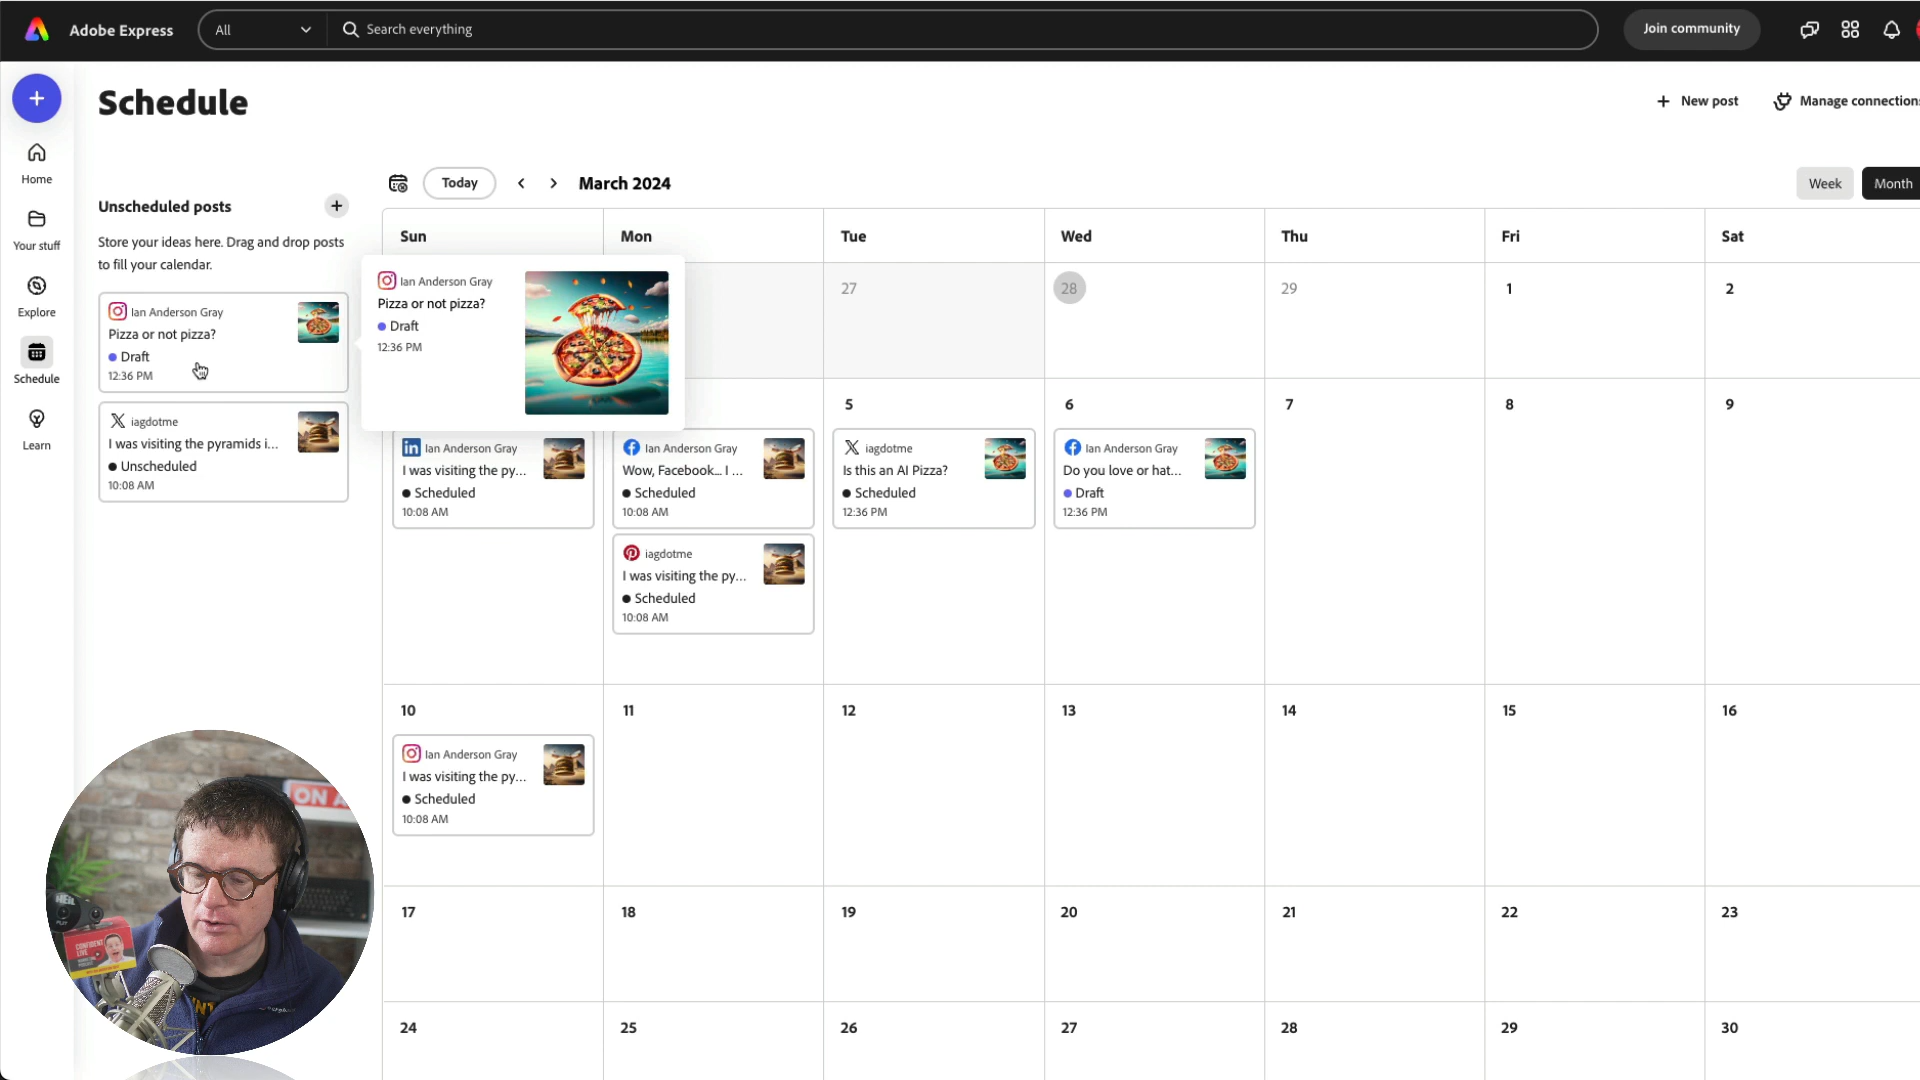 Adobe Express
All
Search everything
Join community
Schedule
+ New post
Manage connections
Home
Your stuff
Explore
Schedule
Learn
Unscheduled posts
Store your ideas here. Drag and drop posts
to fill your calendar.
Ian Anderson Gray
Pizza or not pizza?
Draft
12:36 PM
iagdotme
I was visiting the pyramids i...
Unscheduled
10:08 AM
Today
March 2024
Week
Month
Sun
Mon
Tue
Wed
Thu
Fri
Sat
Ian Anderson Gray
Pizza or not pizza?
Draft
12:36 PM
27
28
29
1
2
5
6
7
8
9
Ian Anderson Gray
I was visiting the py...
Scheduled
10:08 AM
Ian Anderson Gray
Wow, Facebook... I ...
Scheduled
10:08 AM
iagdotme
I was visiting the py...
Scheduled
10:08 AM
iagdotme
Is this an AI Pizza?
Scheduled
12:36 PM
Ian Anderson Gray
Do you love or hat...
Draft
12:36 PM
10
11
12
13
14
15
16
Ian Anderson Gray
I was visiting the py...
Scheduled
10:08 AM
17
18
19
20
21
22
23
24
25
26
27
28
29
30
ON A
HEIL
CONFIDENT
LIVE